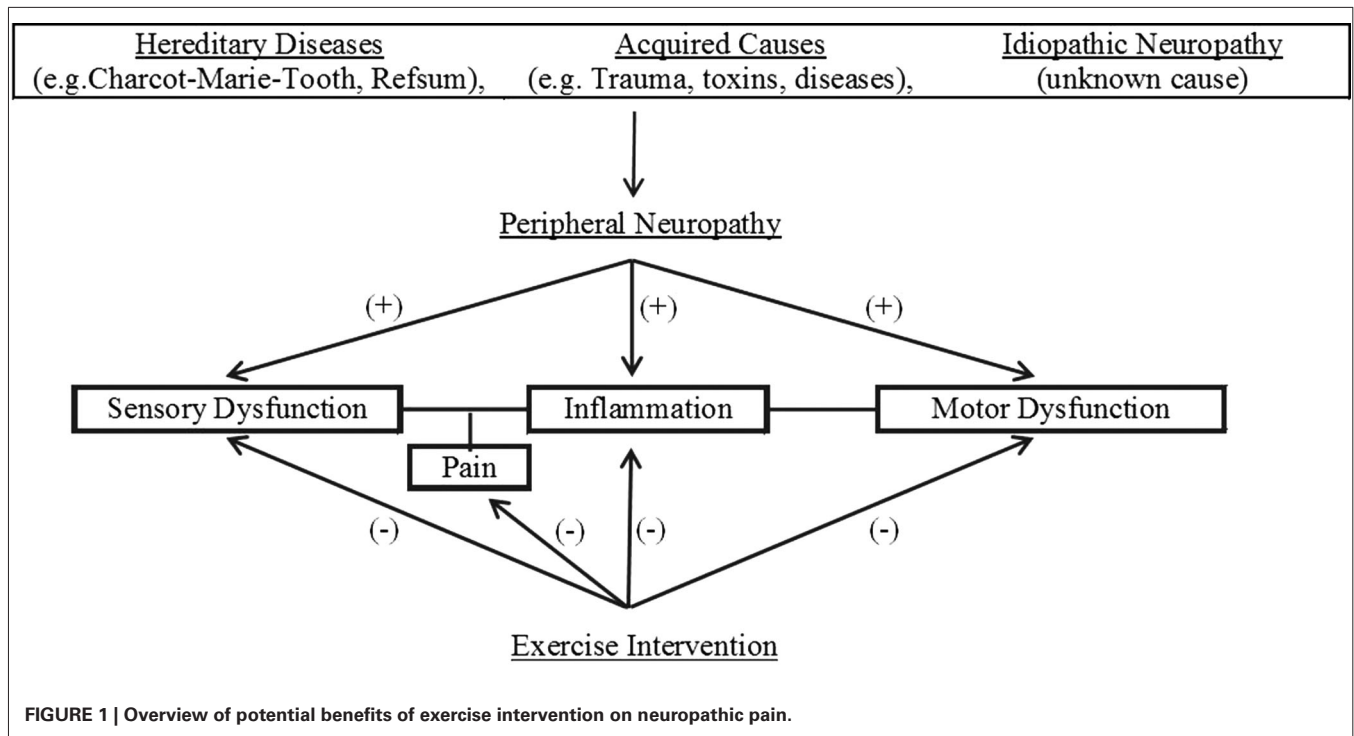 Hereditary Diseases
(e.g.Charcot-Marie-Tooth, Refsum),
Acquired Causes
(e.g. Trauma, toxins, diseases),
Idiopathic Neuropathy
(unknown cause)
Peripheral Neuropathy
(+)
(+)
(+)
Sensory Dysfunction
Inflammation
Motor Dysfunction
Pain
(-)
(-)
(-)
(-)
Exercise Intervention
FIGURE 1 | Overview of potential benefits of exercise intervention on neuropathic pain.